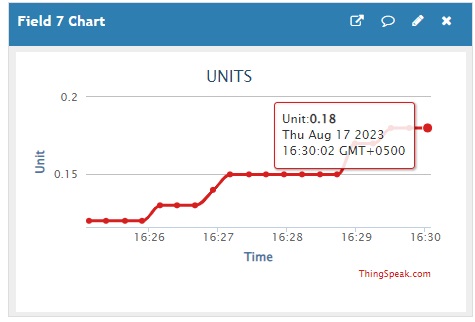 Field 7 Chart
UNITS
0.2
0.15
Unit
Unit:0.18
Thu Aug 17 2023
16:30:02 GMT+0500
16:26
16:27
16:28
16:29
16:30
Time
ThingSpeak.com